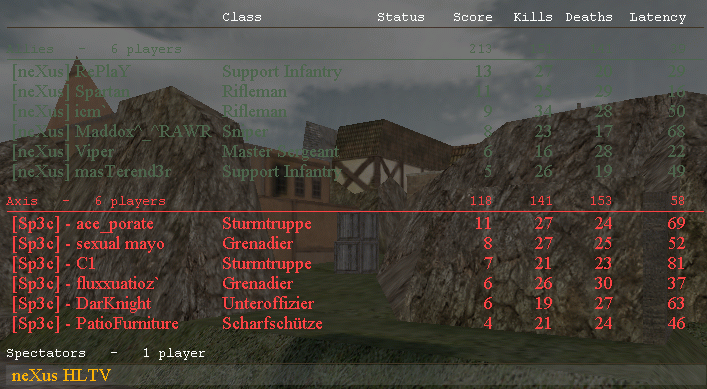 Class Status Score Kills Deaths Latency
Allies - 6 players 213
[neXus] RePlaY Support Infantry 13 27
[neXus] Spartan Rifleman
[neXus] iem Rifleman 9 34 28 50
[neXus] Maddox^_^RAWR Sniper 8 23 17 68
[neXus] Viper Master Sergeant 6 16 28 22
[neXus] masTerend3r Support Infantry 5 26 19 49
Axis - 6 players 118 141 153 58
[Sp3c] - ace_porate Sturmtruppe 11 27 24 69
[Sp3c] - sexual mayo Grenadier 8 27 25 52
[Sp3c] - C1 Sturmtruppe 7 21 23 81
[Sp3c] - fluxxuatioz` Grenadier 6 26 30 37
[Sp3c] - DarKnight Unteroffizier 6 19 27 63
[Sp3c] - PatioFurniture Scharfschütze 4 21 24 46
Spectators - 1 player
neXus HLTV